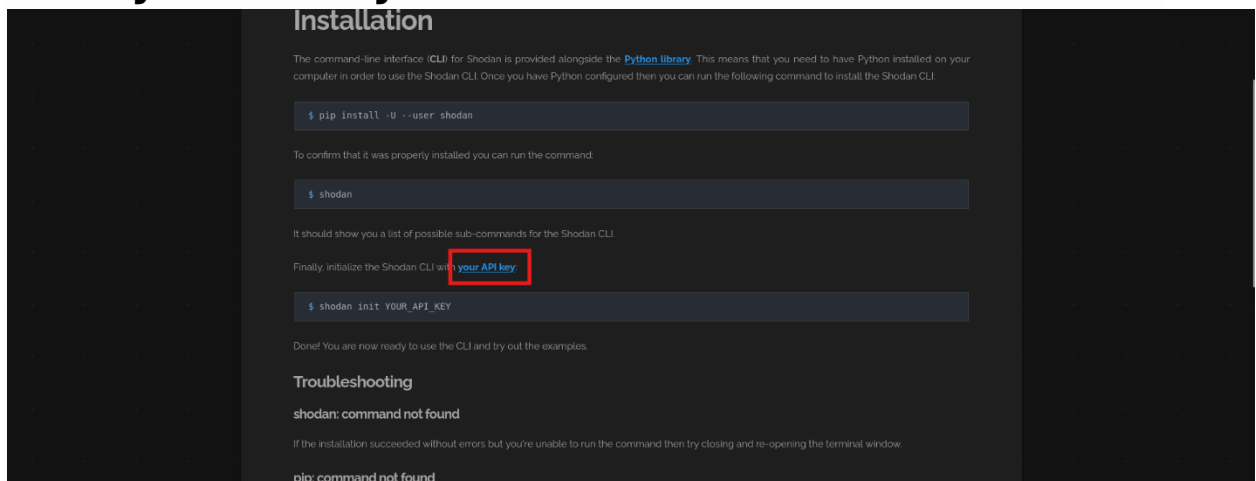 Installation
The command-line interface (CLI) for Shodan is provided alongside the Python library. This means that you need to have Python installed on your
computer in order to use the Shodan CLI. Once you have Python configured then you can run the following command to install the Shodan CLI:
$ pip install -U --user shodan
To confirm that it was properly installed you can run the command:
$ shodan
It should show you a list of possible sub-commands for the Shodan CLI.
Finally, initialize the Shodan CLI with your API key:
$ shodan init YOUR_API_KEY
Done! You are now ready to use the CLI and try out the examples.
Troubleshooting
shodan: command not found
If the installation succeeded without errors but you're unable to run the command then try closing and re-opening the terminal window.
pip: command not found